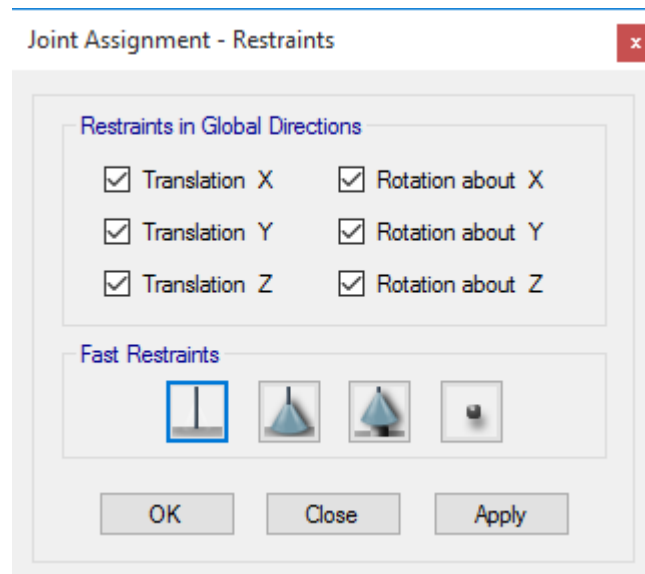 Joint Assignment - Restraints
x
Restraints in Global Directions
Translation X
Rotation about X
Translation Y
Rotation about Y
Translation Z
Rotation about Z
Fast Restraints
OK
Close
Apply